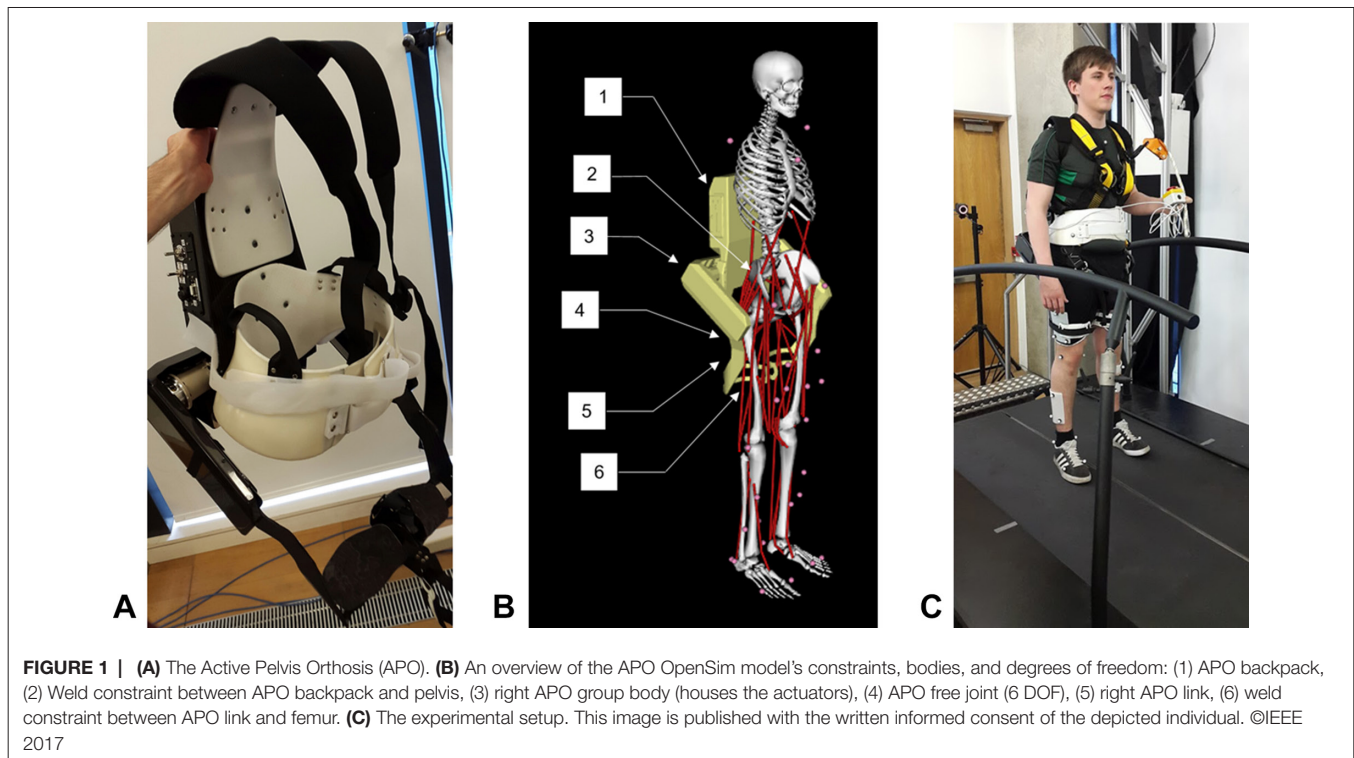 1
2
3
4
5
6
A
B
C
FIGURE 1 | (A) The Active Pelvis Orthosis (APO). (B) An overview of the APO OpenSim model's constraints, bodies, and degrees of freedom: (1) APO backpack,
(2) Weld constraint between APO backpack and pelvis, (3) right APO group body (houses the actuators), (4) APO free joint (6 DOF), (5) right APO link, (6) weld
constraint between APO link and femur. (C) The experimental setup. This image is published with the written informed consent of the depicted individual. ©IEEE
2017